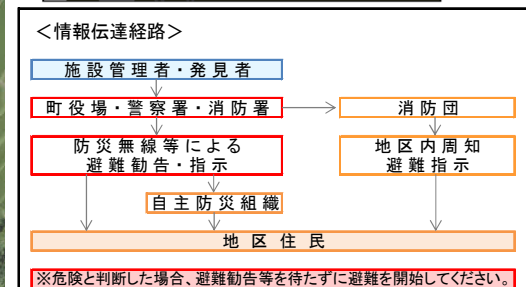 ＜情報伝達経路＞
施設管理者・発見者
町役場・警察署・消防署
消防団
防災無線等による
避難勧告・指示
地区内周知
避難指示
自主防災組織
地区住民
※危険と判断した場合、避難勧告等を待たずに避難を開始してください。